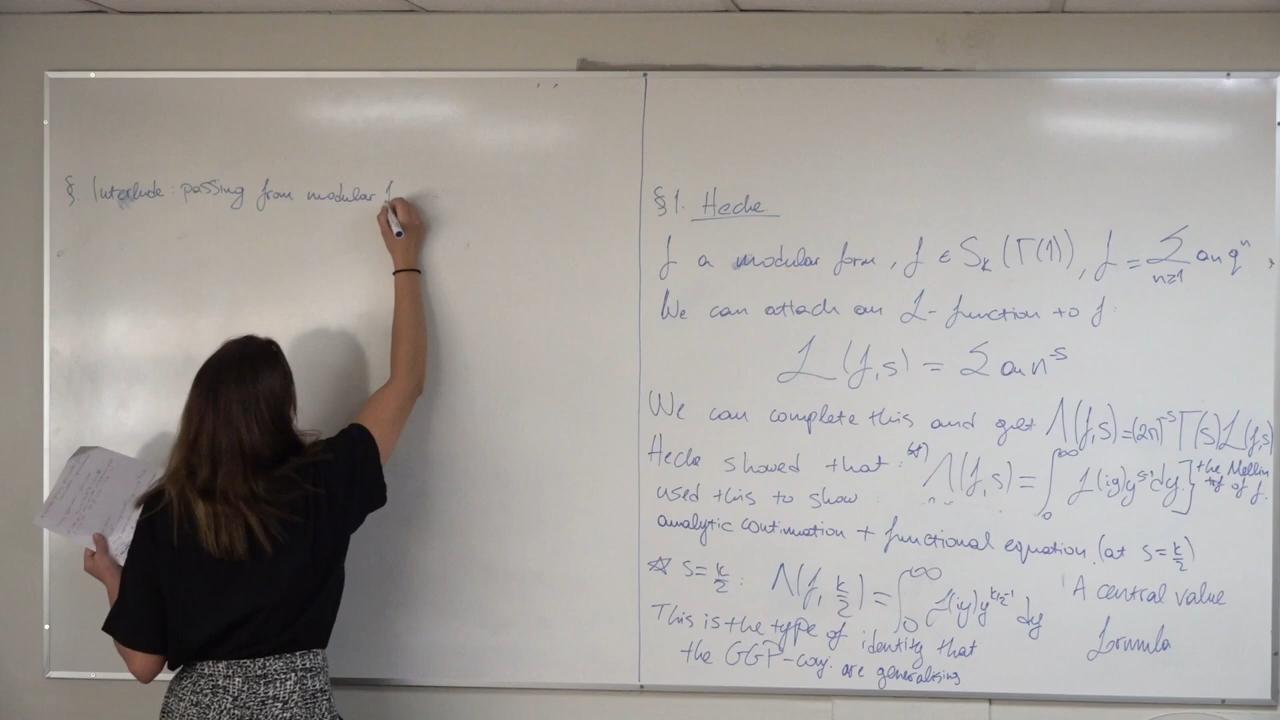 §. Interlude: passing from modular f
§1. Hecke
f a modular form, f ∈ S_k(Γ(1)), f = Σ_{n≥1} a_n q^n,
We can attach an L-function to f:
L(f,s) = Σ a_n n^{-s}
We can complete this and get Λ(f,s)=(2π)^{-s}Γ(s)L(f,s)
Hecke showed that: (*) Λ(f,s) = ∫_0^∞ f(iy)y^{s-1}dy. ] the Mellin tsf of f.
used this to show
analytic continuation + functional equation. (at s=k/2)
☆ s=k/2: Λ(f,k/2) = ∫_0^∞ f(iy)y^{k/2-1}dy A central value formula
This is the type of identity that
the GGP-conj. are generalising